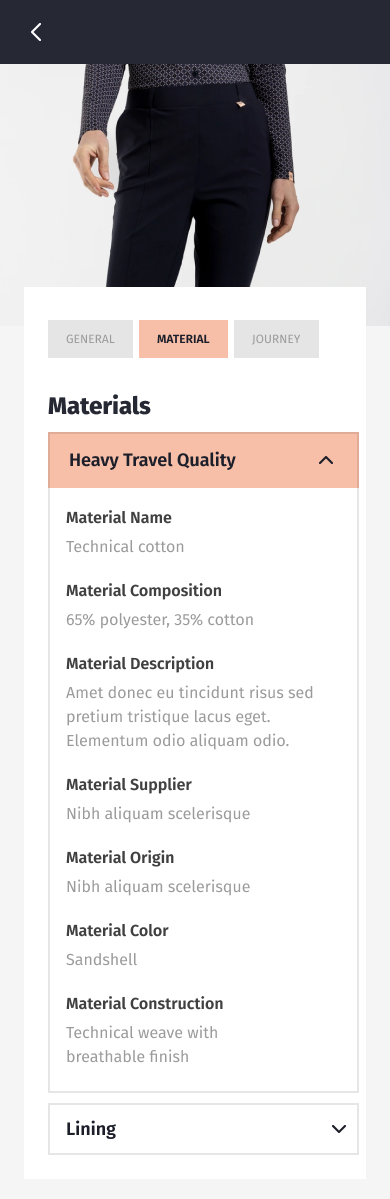 GENERAL
MATERIAL
JOURNEY
Materials
Heavy Travel Quality
Material Name
Technical cotton
Material Composition
65% polyester, 35% cotton
Material Description
Amet donec eu tincidunt risus sed
pretium tristique lacus eget.
Elementum odio aliquam odio.
Material Supplier
Nibh aliquam scelerisque
Material Origin
Nibh aliquam scelerisque
Material Color
Sandshell
Material Construction
Technical weave with
breathable finish
Lining